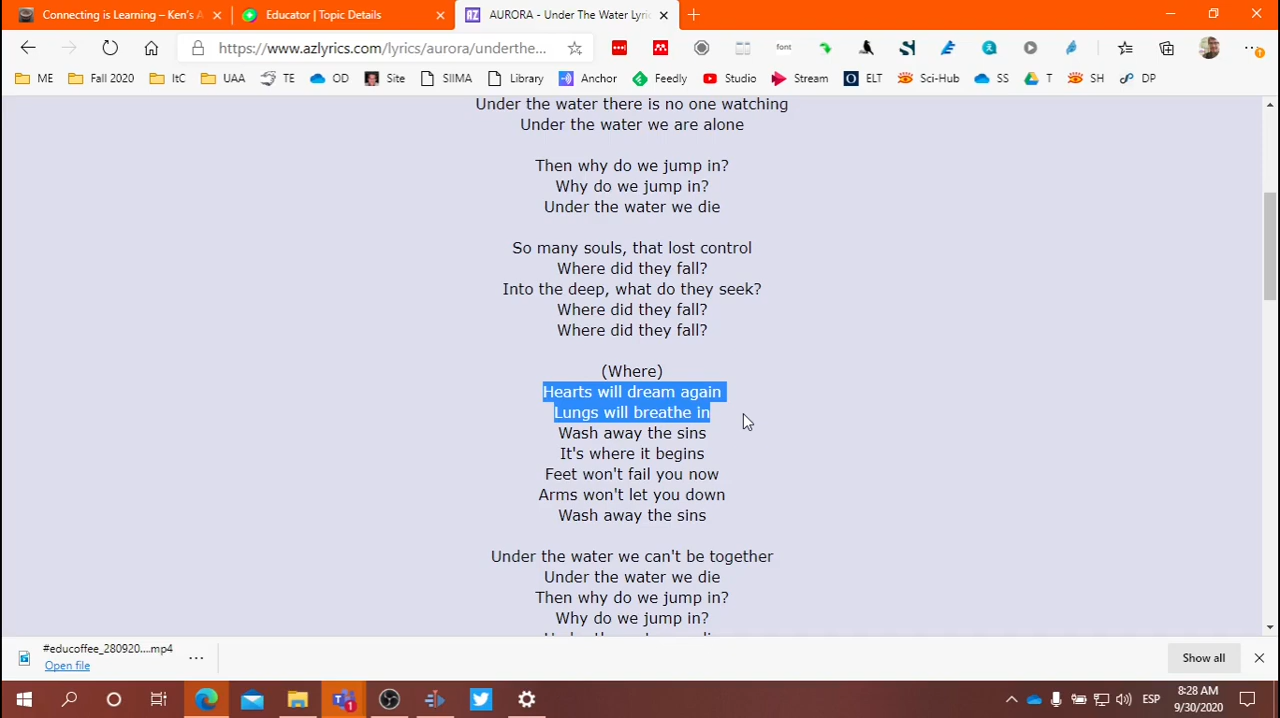 Connecting is Learning – Ken's A
Educator | Topic Details
AURORA - Under The Water Lyric
https://www.azlyrics.com/lyrics/aurora/underthe...
font
ME
Fall 2020
ItC
UAA
TE
OD
Site
SIIMA
Library
Anchor
Feedly
Studio
Stream
ELT
Sci-Hub
SS
T
SH
DP
Under the water there is no one watching
Under the water we are alone
Then why do we jump in?
Why do we jump in?
Under the water we die
So many souls, that lost control
Where did they fall?
Into the deep, what do they seek?
Where did they fall?
Where did they fall?
(Where)
Hearts will dream again
Lungs will breathe in
Wash away the sins
It's where it begins
Feet won't fail you now
Arms won't let you down
Wash away the sins
Under the water we can't be together
Under the water we die
Then why do we jump in?
Why do we jump in?
#educoffee_280920....mp4
Open file
Show all
ESP
8:28 AM
9/30/2020